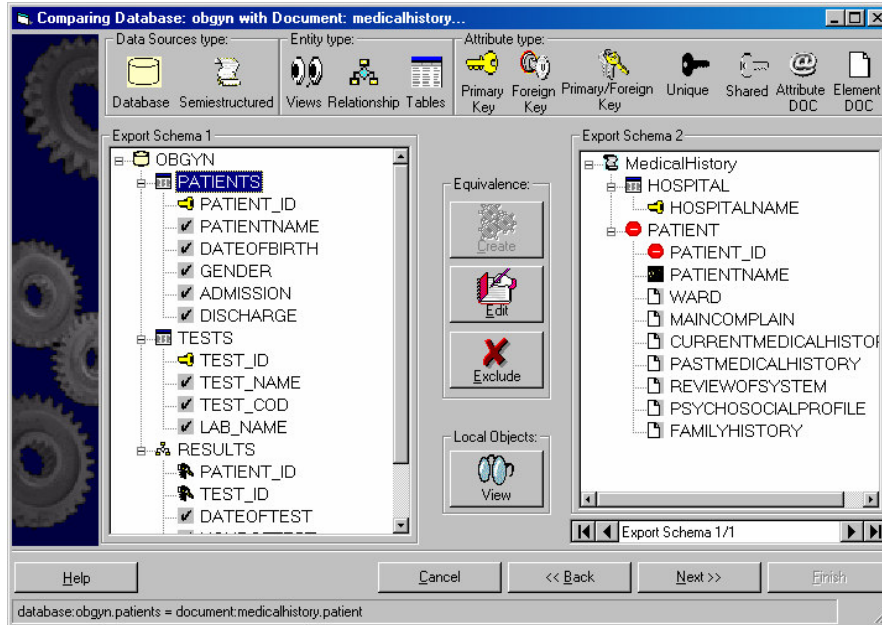 Comparing Database: obgyn with Document: medicalhistory...
Data Sources type:
Entity type:
Attribute type:
Database Semiestructured
Views Relationship Tables
Primary Key
Foreign Key
Primary/Foreign Key
Unique
Shared
Attribute DOC
Element DOC
Export Schema 1
OBGYN
PATIENTS
PATIENT_ID
PATIENTNAME
DATEOFBIRTH
GENDER
ADMISSION
DISCHARGE
TESTS
TEST_ID
TEST_NAME
TEST_COD
LAB_NAME
RESULTS
PATIENT_ID
TEST_ID
DATEOFTEST
Equivalence:
Create
Edit
Exclude
Local Objects:
View
Export Schema 2
MedicalHistory
HOSPITAL
HOSPITALNAME
PATIENT
PATIENT_ID
PATIENTNAME
WARD
MAINCOMPLAIN
CURRENTMEDICALHISTOR
PASTMEDICALHISTORY
REVIEWOFSYSTEM
PSYCHOSOCIALPROFILE
FAMILYHISTORY
Export Schema 1/1
Help
Cancel
<< Back
Next >>
Finish
database:obgyn.patients = document:medicalhistory.patient